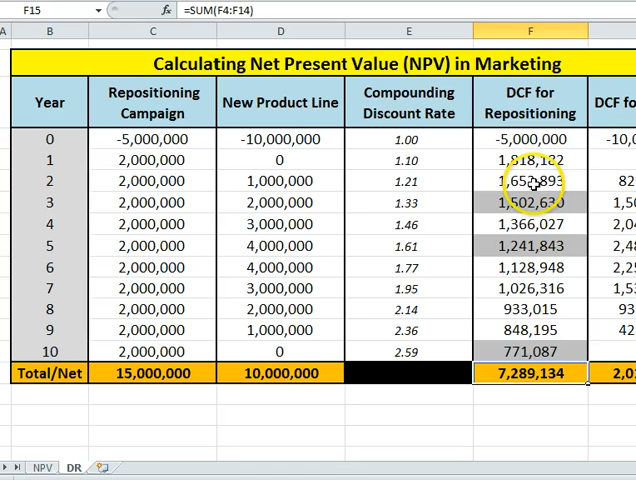 F15 fx =SUM(F4:F14)
A B C D E F
Calculating Net Present Value (NPV) in Marketing
Year Repositioning Campaign New Product Line Compounding Discount Rate DCF for Repositioning DCF for
0 -5,000,000 -10,000,000 1.00 -5,000,000 -10,0
1 2,000,000 0 1.10 1,818,182
2 2,000,000 1,000,000 1.21 1,652,893 82
3 2,000,000 2,000,000 1.33 1,502,630 1,50
4 2,000,000 3,000,000 1.46 1,366,027 2,04
5 2,000,000 4,000,000 1.61 1,241,843 2,48
6 2,000,000 4,000,000 1.77 1,128,948 2,25
7 2,000,000 3,000,000 1.95 1,026,316 1,53
8 2,000,000 2,000,000 2.14 933,015 93
9 2,000,000 1,000,000 2.36 848,195 42
10 2,000,000 0 2.59 771,087
Total/Net 15,000,000 10,000,000 7,289,134 2,01
NPV DR